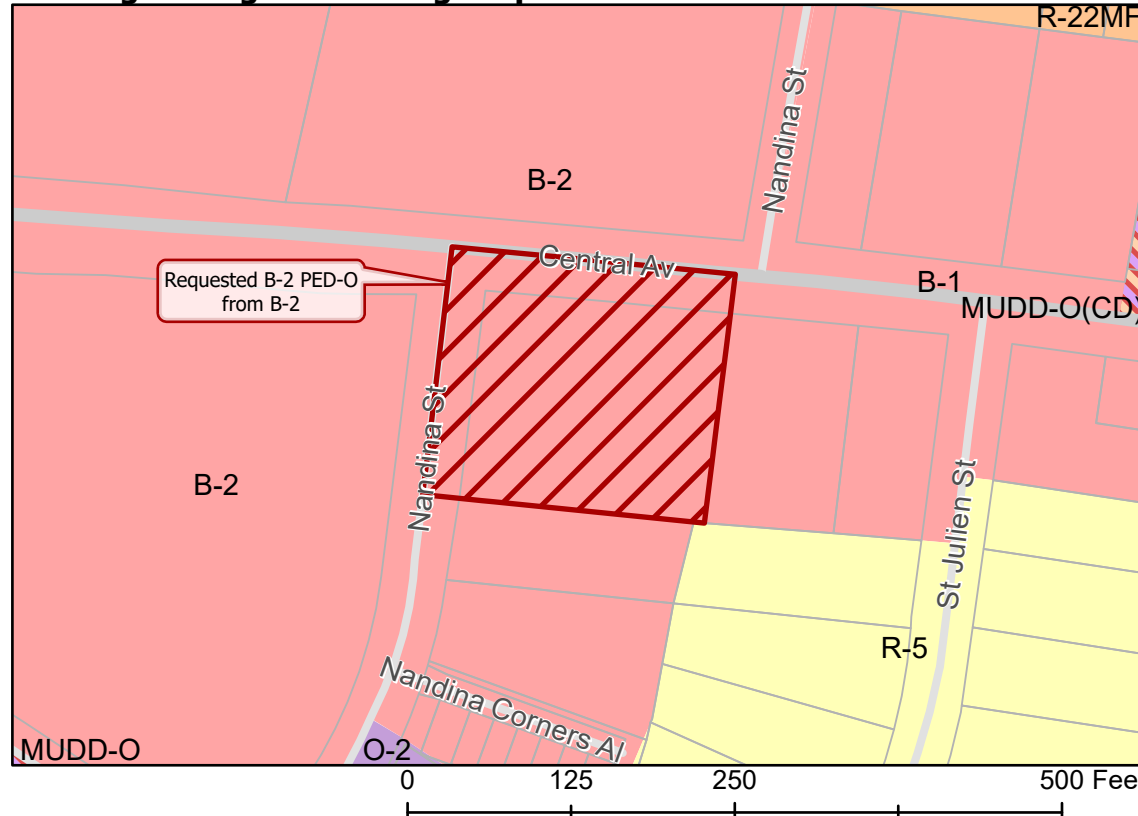 R-22MF
Nandina St
B-2
Central Av
Requested B-2 PED-O
from B-2
B-1
MUDD-O(CD)
Nandina St
B-2
St Julien St
R-5
Nandina Corners Al
MUDD-O
O-2
0 125 250 500 Fee